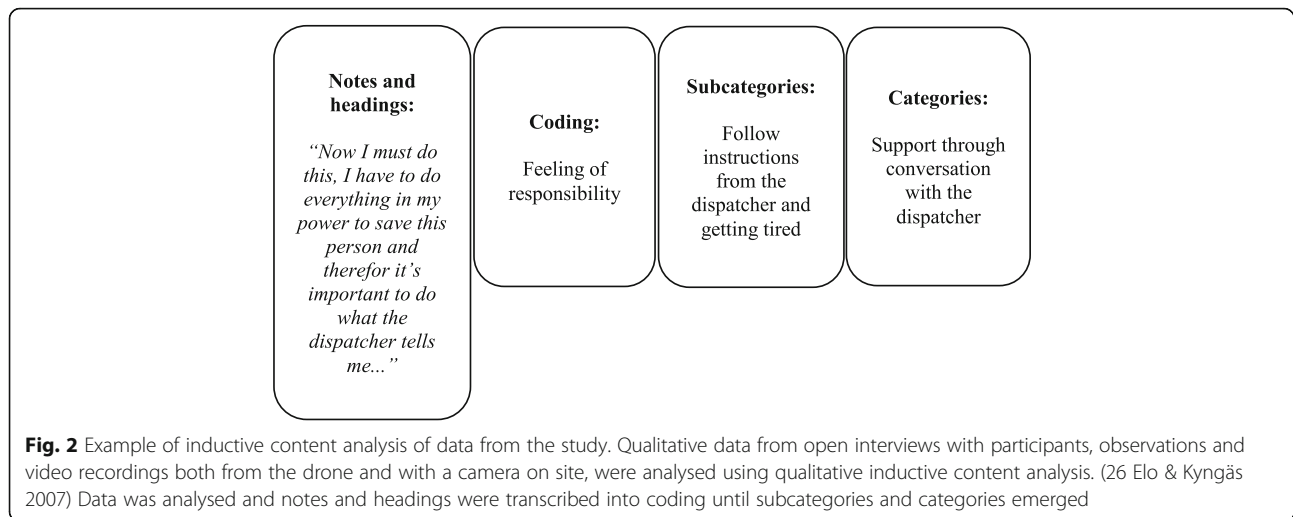 Notes and
headings:
"Now I must do
this, I have to do
everything in my
power to save this
person and
therefor it's
important to do
what the
dispatcher tells
me..."
Coding:
Feeling of
responsibility
Subcategories:
Follow
instructions
from the
dispatcher and
getting tired
Categories:
Support through
conversation
with the
dispatcher
Fig. 2 Example of inductive content analysis of data from the study. Qualitative data from open interviews with participants, observations and
video recordings both from the drone and with a camera on site, were analysed using qualitative inductive content analysis. (26 Elo & Kyngäs
2007) Data was analysed and notes and headings were transcribed into coding until subcategories and categories emerged